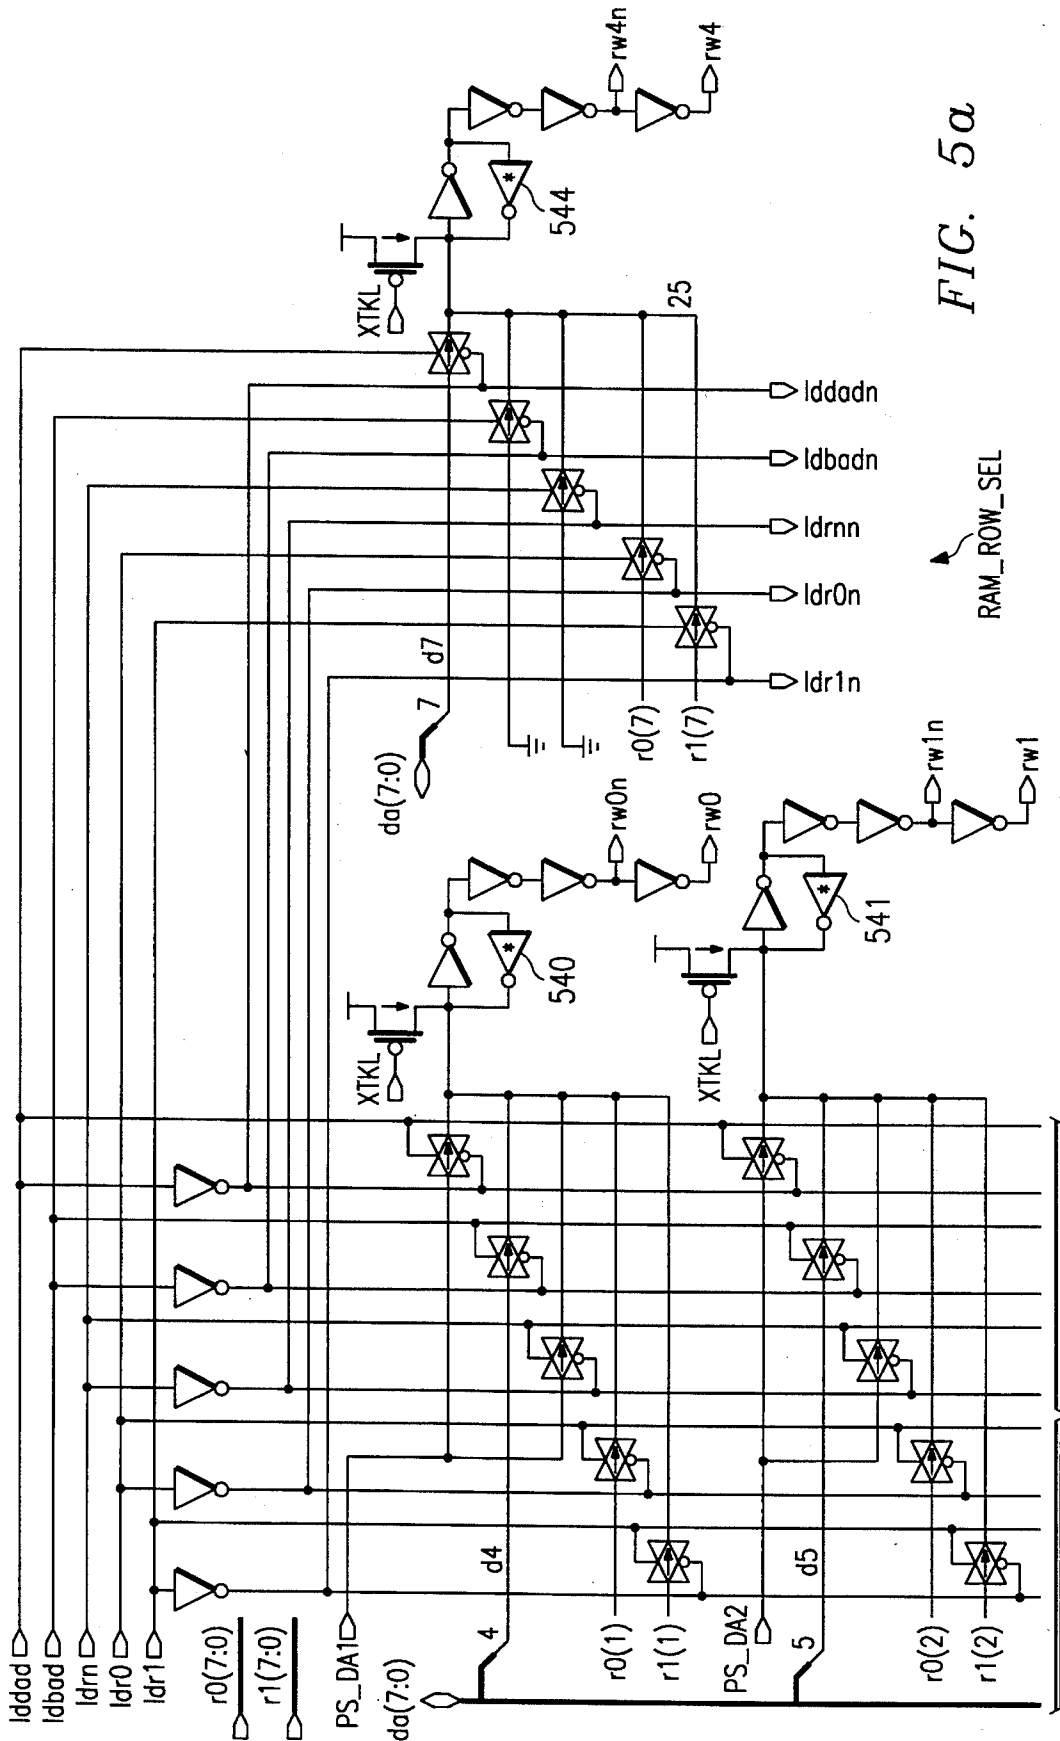 lddad
ldbad
ldrn
ldr0
ldr1
r0(7:0)
r1(7:0)
PS_DA1
da(7:0)
4
d4
r0(1)
r1(1)
PS_DA2
5
d5
r0(2)
r1(2)
XTKL
540
rw0n
rw0
XTKL
541
rw1n
rw1
da(7:0)
7
d7
r0(7)
r1(7)
25
XTKL
544
rw4n
rw4
lddadn
ldbadn
ldrnn
ldr0n
ldr1n
RAM_ROW_SEL
FIG. 5a
*
*
*